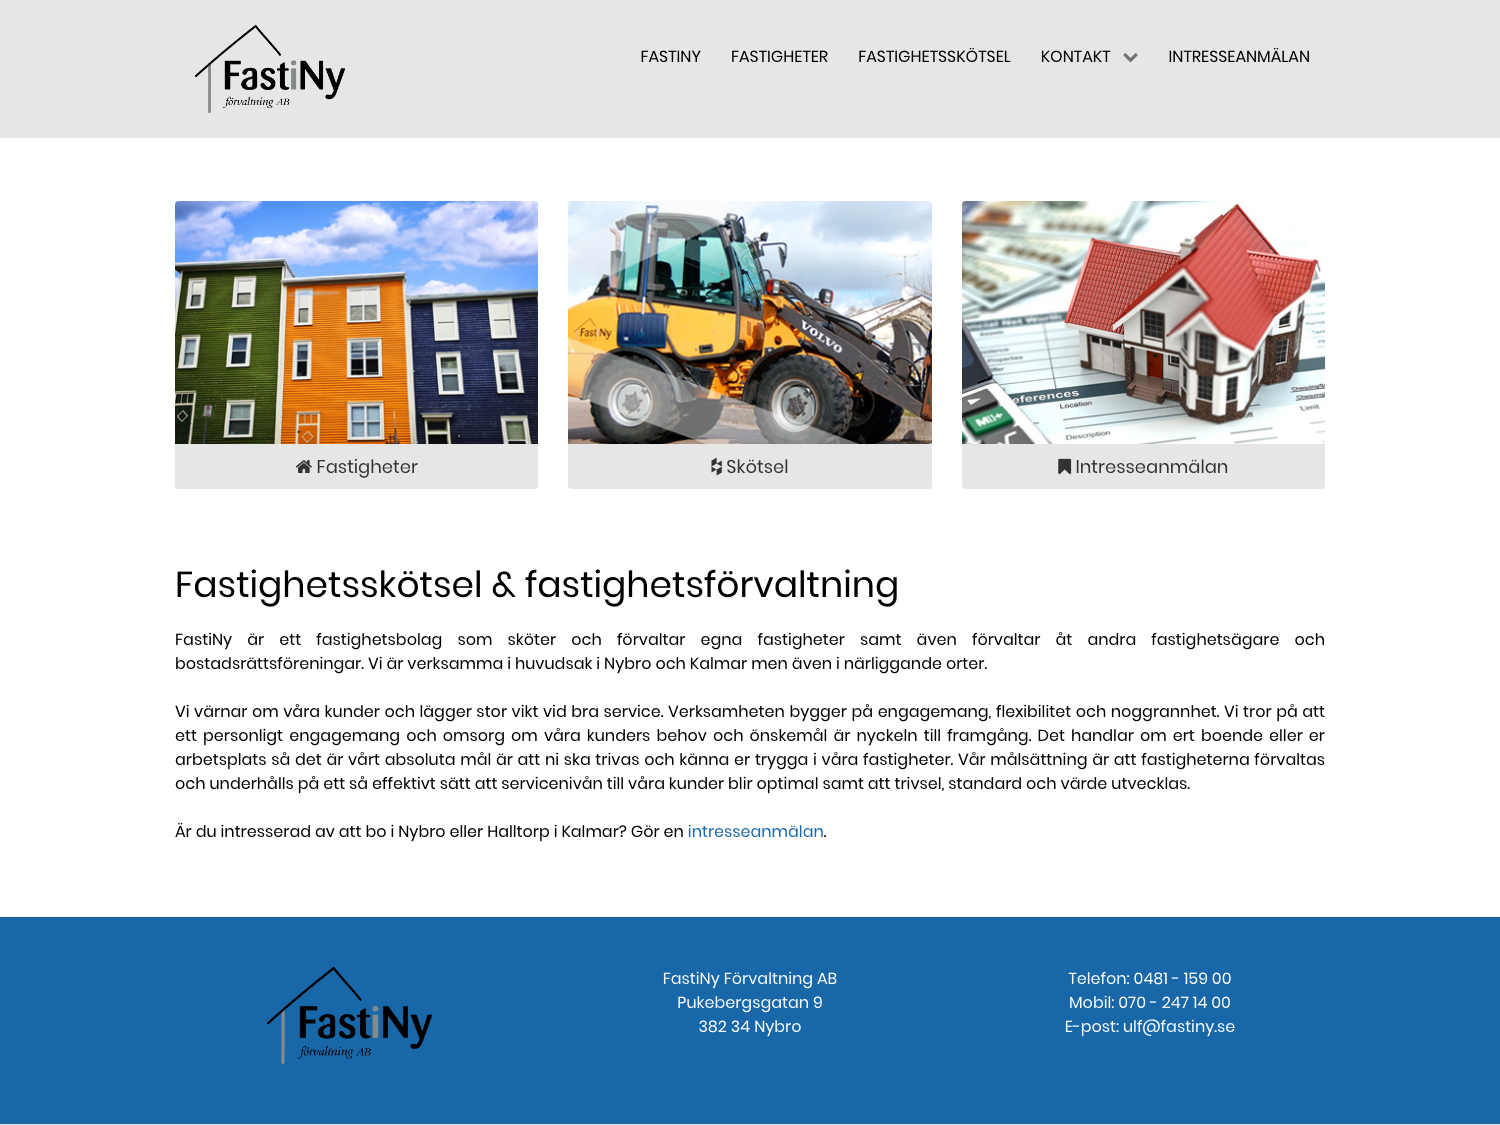 FastiNy
förvaltning AB
FASTINY FASTIGHETER FASTIGHETSSKÖTSEL KONTAKT INTRESSEANMÄLAN
Fast Ny
VOLVO
MU+
eferences
Location
Description
Limit
Fastigheter
Skötsel
Intresseanmälan
Fastighetsskötsel & fastighetsförvaltning
FastiNy är ett fastighetsbolag som sköter och förvaltar egna fastigheter samt även förvaltar åt andra fastighetsägare och
bostadsrättsföreningar. Vi är verksamma i huvudsak i Nybro och Kalmar men även i närliggande orter.
Vi värnar om våra kunder och lägger stor vikt vid bra service. Verksamheten bygger på engagemang, flexibilitet och noggrannhet. Vi tror på att
ett personligt engagemang och omsorg om våra kunders behov och önskemål är nyckeln till framgång. Det handlar om ert boende eller er
arbetsplats så det är vårt absoluta mål är att ni ska trivas och känna er trygga i våra fastigheter. Vår målsättning är att fastigheterna förvaltas
och underhålls på ett så effektivt sätt att servicenivån till våra kunder blir optimal samt att trivsel, standard och värde utvecklas.
Är du intresserad av att bo i Nybro eller Halltorp i Kalmar? Gör en intresseanmälan.
FastiNy
förvaltning AB
FastiNy Förvaltning AB
Pukebergsgatan 9
382 34 Nybro
Telefon: 0481 - 159 00
Mobil: 070 - 247 14 00
E-post: ulf@fastiny.se